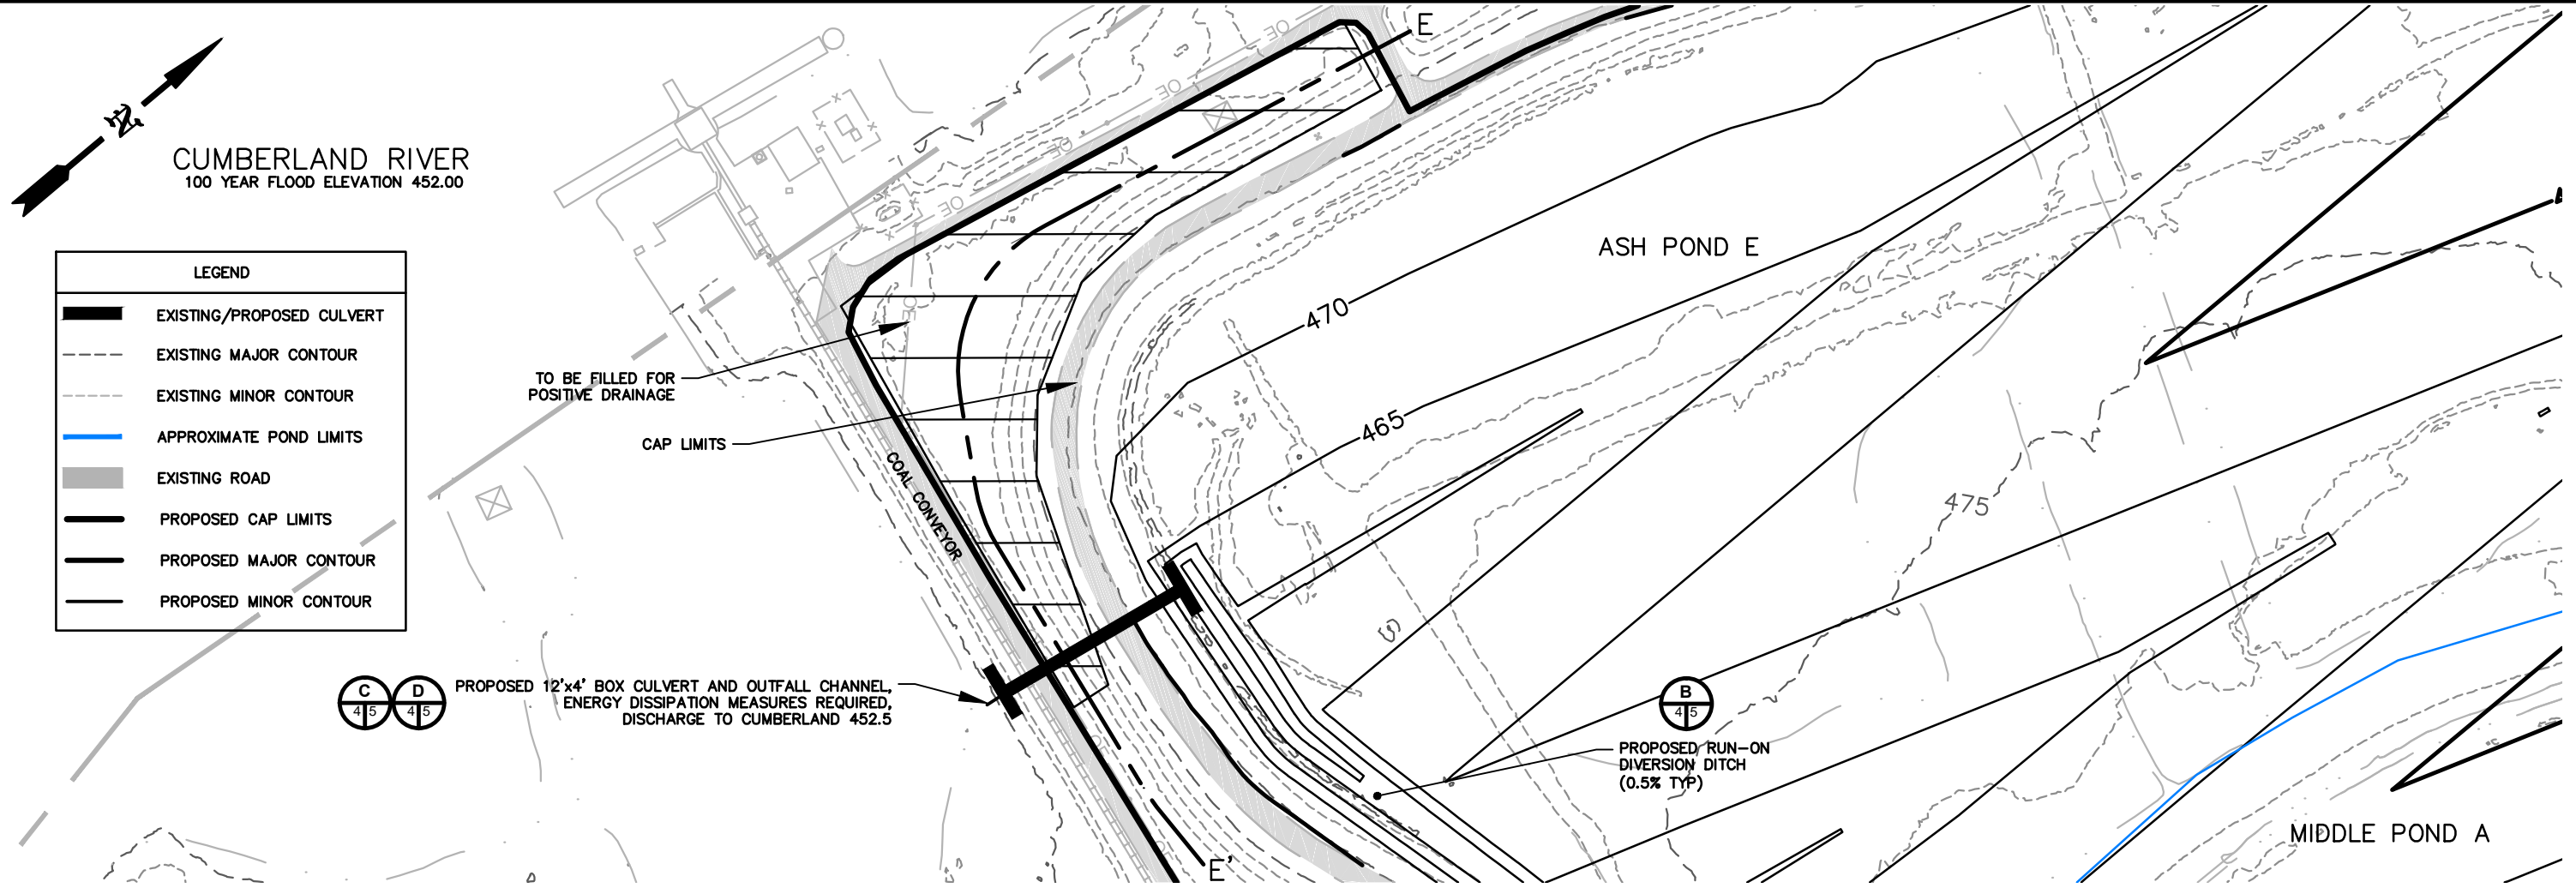 E
N
CUMBERLAND RIVER
100 YEAR FLOOD ELEVATION 452.00
OE
OE
OE
OE
ASH POND E
LEGEND
EXISTING/PROPOSED CULVERT
EXISTING MAJOR CONTOUR
EXISTING MINOR CONTOUR
APPROXIMATE POND LIMITS
EXISTING ROAD
PROPOSED CAP LIMITS
PROPOSED MAJOR CONTOUR
PROPOSED MINOR CONTOUR
470
465
475
TO BE FILLED FOR
POSITIVE DRAINAGE
CAP LIMITS
COAL CONVEYOR
C
4 5
D
4 5
PROPOSED 12'x4' BOX CULVERT AND OUTFALL CHANNEL,
ENERGY DISSIPATION MEASURES REQUIRED,
DISCHARGE TO CUMBERLAND 452.5
B
4 5
PROPOSED RUN-ON
DIVERSION DITCH
(0.5% TYP)
MIDDLE POND A
E'